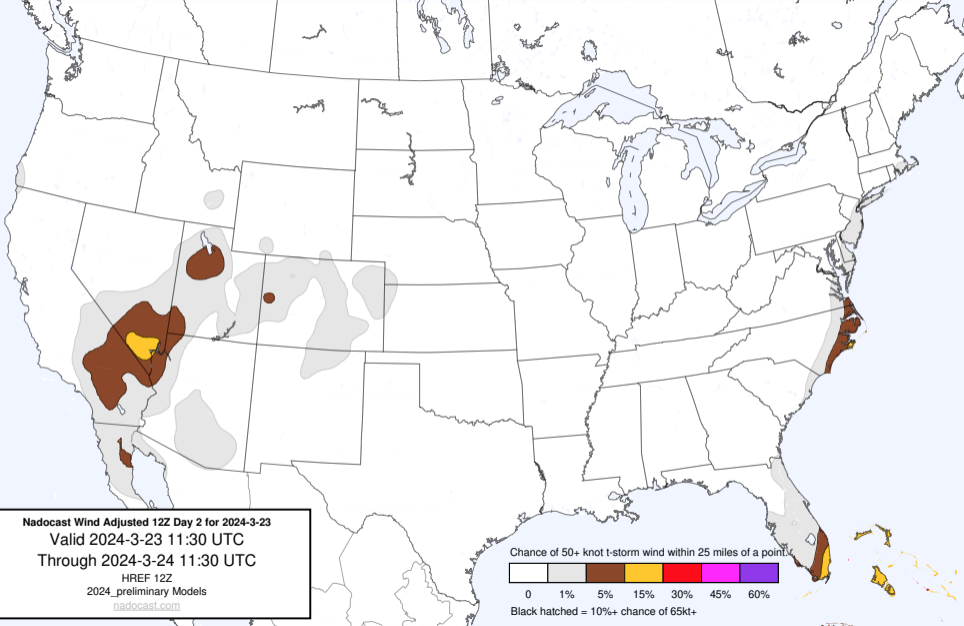 Nadocast Wind Adjusted 12Z Day 2 for 2024-3-23
Valid 2024-3-23 11:30 UTC
Through 2024-3-24 11:30 UTC
HREF 12Z
2024_preliminary Models
nadocast.com
Chance of 50+ knot t-storm wind within 25 miles of a point.
0 1% 5% 15% 30% 45% 60%
Black hatched = 10%+ chance of 65kt+